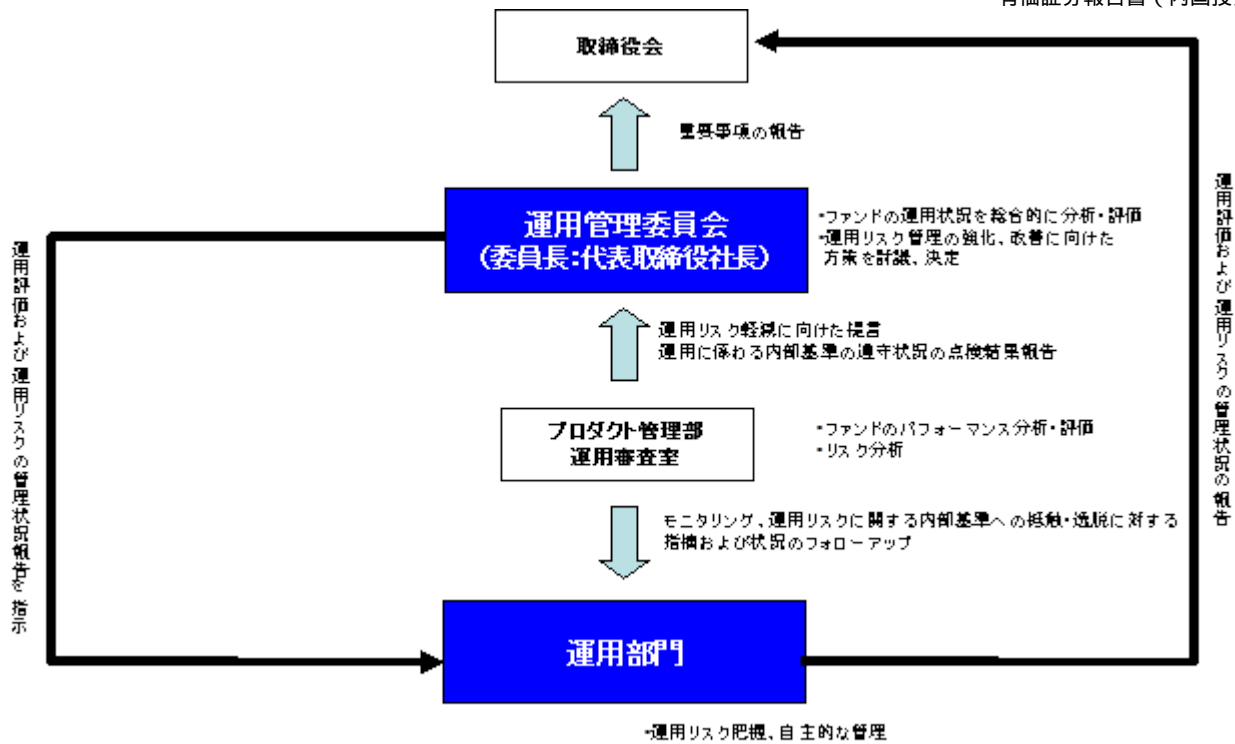 有価証券報告書（内国投
取締役会
重要事項の報告
運用管理委員会
(委員長:代表取締役社長)
・ファンドの運用状況を総合的に分析・評価
・運用リスク管理の強化、改善に向けた
方策を討議、決定
運用リスク軽減に向けた提言
運用に係わる内部基準の遵守状況の点検結果報告
プロダクト管理部
運用審査室
・ファンドのパフォーマンス分析・評価
・リスク分析
モニタリング、運用リスクに関する内部基準への抵触・逸脱に対する
指摘および状況のフォローアップ
運用部門
・運用リスク把握、自主的な管理
運用評価および運用リスクの管理状況報告を指示
運用評価および運用リスクの管理状況の報告